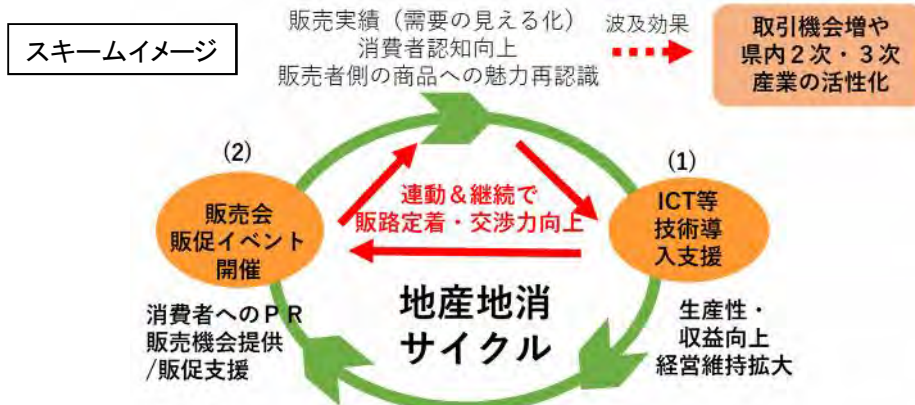 スキームイメージ
販売実績（需要の見える化）
消費者認知向上
販売者側の商品への魅力再認識
波及効果
取引機会増や
県内２次・３次
産業の活性化
(2)
販売会
販促イベント
開催
消費者へのＰＲ
販売機会提供
/販促支援
連動＆継続で
販路定着・交渉力向上
地産地消
サイクル
(1)
ICT等
技術導
入支援
生産性・
収益向上
経営維持拡大